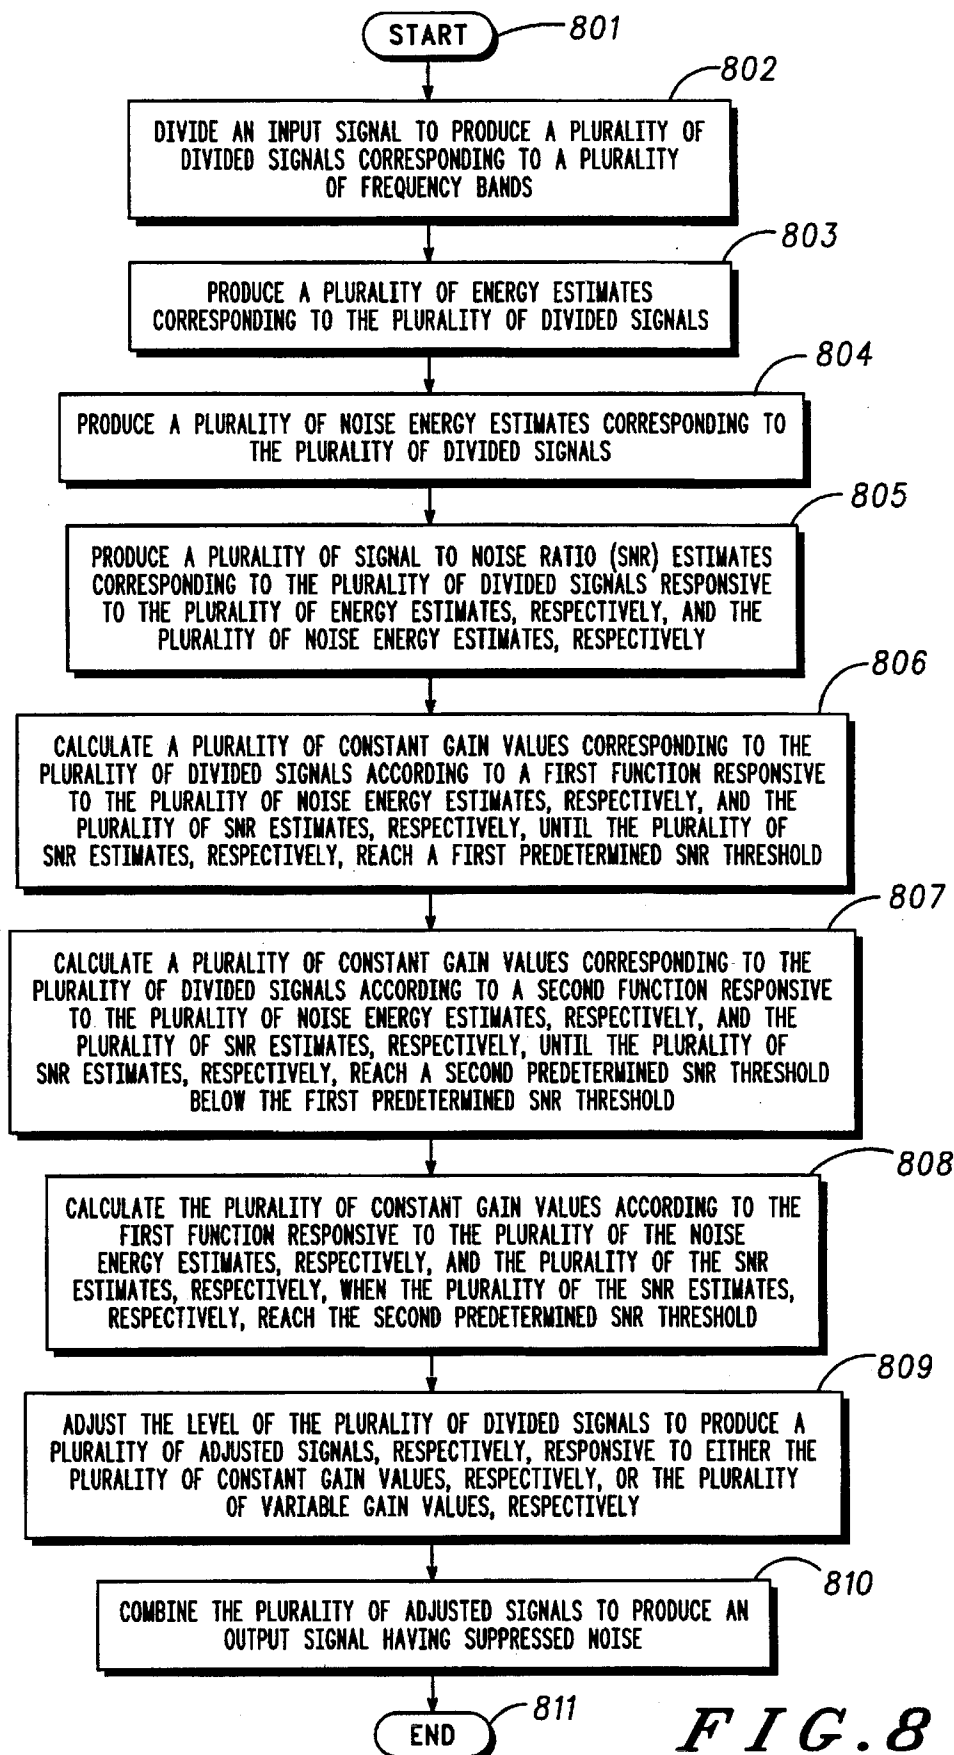 START
801
802
DIVIDE AN INPUT SIGNAL TO PRODUCE A PLURALITY OF
DIVIDED SIGNALS CORRESPONDING TO A PLURALITY
OF FREQUENCY BANDS
803
PRODUCE A PLURALITY OF ENERGY ESTIMATES
CORRESPONDING TO THE PLURALITY OF DIVIDED SIGNALS
804
PRODUCE A PLURALITY OF NOISE ENERGY ESTIMATES CORRESPONDING TO
THE PLURALITY OF DIVIDED SIGNALS
805
PRODUCE A PLURALITY OF SIGNAL TO NOISE RATIO (SNR) ESTIMATES
CORRESPONDING TO THE PLURALITY OF DIVIDED SIGNALS RESPONSIVE
TO THE PLURALITY OF ENERGY ESTIMATES, RESPECTIVELY, AND THE
PLURALITY OF NOISE ENERGY ESTIMATES, RESPECTIVELY
806
CALCULATE A PLURALITY OF CONSTANT GAIN VALUES CORRESPONDING TO THE
PLURALITY OF DIVIDED SIGNALS ACCORDING TO A FIRST FUNCTION RESPONSIVE
TO THE PLURALITY OF NOISE ENERGY ESTIMATES, RESPECTIVELY, AND THE
PLURALITY OF SNR ESTIMATES, RESPECTIVELY, UNTIL THE PLURALITY OF
SNR ESTIMATES, RESPECTIVELY, REACH A FIRST PREDETERMINED SNR THRESHOLD
807
CALCULATE A PLURALITY OF CONSTANT GAIN VALUES CORRESPONDING TO THE
PLURALITY OF DIVIDED SIGNALS ACCORDING TO A SECOND FUNCTION RESPONSIVE
TO THE PLURALITY OF NOISE ENERGY ESTIMATES, RESPECTIVELY, AND THE
PLURALITY OF SNR ESTIMATES, RESPECTIVELY, UNTIL THE PLURALITY OF
SNR ESTIMATES, RESPECTIVELY, REACH A SECOND PREDETERMINED SNR THRESHOLD
BELOW THE FIRST PREDETERMINED SNR THRESHOLD
808
CALCULATE THE PLURALITY OF CONSTANT GAIN VALUES ACCORDING TO THE
FIRST FUNCTION RESPONSIVE TO THE PLURALITY OF THE NOISE
ENERGY ESTIMATES, RESPECTIVELY, AND THE PLURALITY OF THE SNR
ESTIMATES, RESPECTIVELY, WHEN THE PLURALITY OF THE SNR ESTIMATES,
RESPECTIVELY, REACH THE SECOND PREDETERMINED SNR THRESHOLD
809
ADJUST THE LEVEL OF THE PLURALITY OF DIVIDED SIGNALS TO PRODUCE A
PLURALITY OF ADJUSTED SIGNALS, RESPECTIVELY, RESPONSIVE TO EITHER THE
PLURALITY OF CONSTANT GAIN VALUES, RESPECTIVELY, OR THE PLURALITY
OF VARIABLE GAIN VALUES, RESPECTIVELY
810
COMBINE THE PLURALITY OF ADJUSTED SIGNALS TO PRODUCE AN
OUTPUT SIGNAL HAVING SUPPRESSED NOISE
END
811
FIG.8